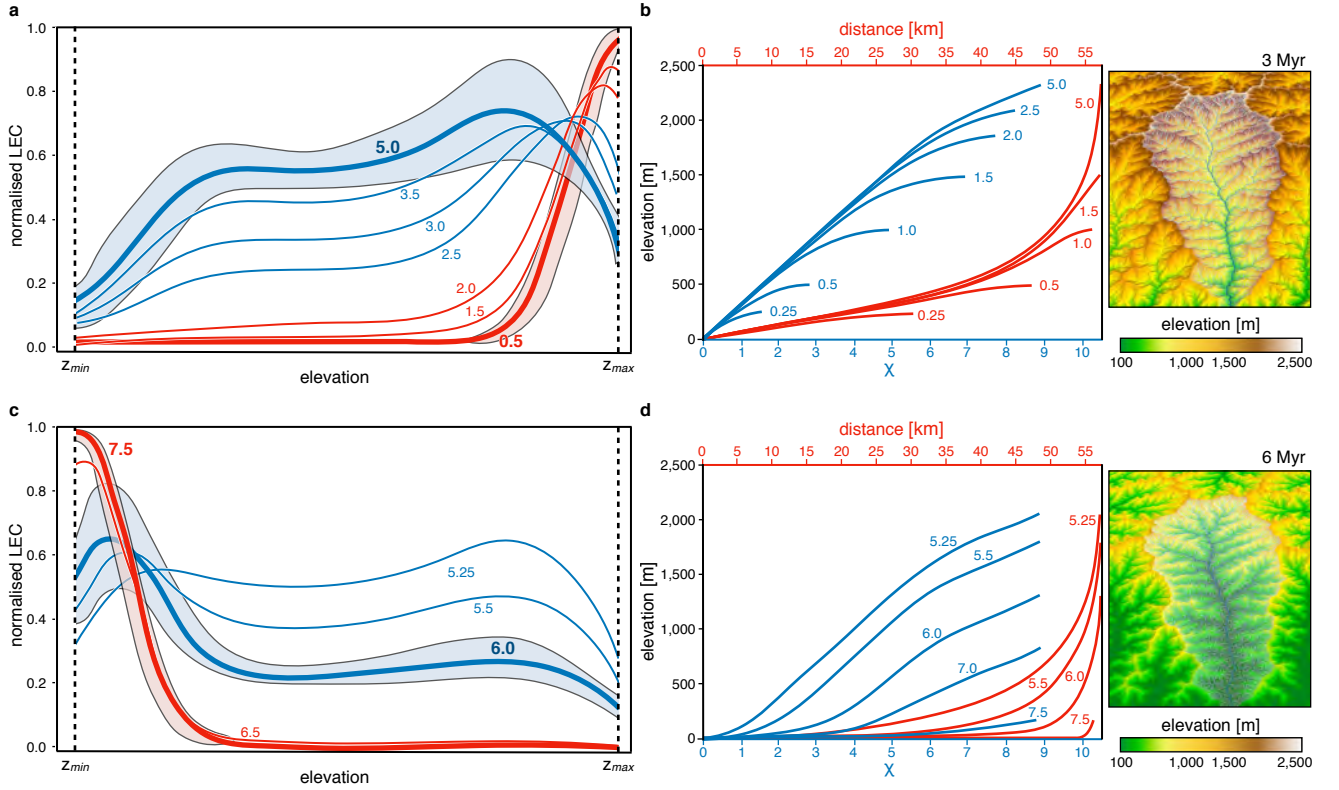 a
1.0
0.8
0.6
0.4
0.2
0.0
normalised LEC
5.0
3.5
3.0
2.5
2.0
1.5
0.5
zmin
zmax
elevation
b
distance [km]
0 5 10 15 20 25 30 35 40 45 50 55
2,500
2,000
1,500
1,000
500
0
elevation [m]
5.0
2.5
2.0
1.5
1.0
0.5
0.25
5.0
1.5
1.0
0.5
0.25
0 1 2 3 4 5 6 7 8 9 10
χ
3 Myr
elevation [m]
100 1,000 1,500 2,500
c
1.0
0.8
0.6
0.4
0.2
0.0
normalised LEC
7.5
5.25
5.5
6.0
6.5
zmin
zmax
elevation
d
distance [km]
0 5 10 15 20 25 30 35 40 45 50 55
2,500
2,000
1,500
1,000
500
0
elevation [m]
5.25
5.5
6.0
7.0
7.5
5.25
5.5
6.0
7.5
0 1 2 3 4 5 6 7 8 9 10
χ
6 Myr
elevation [m]
100 1,000 1,500 2,500